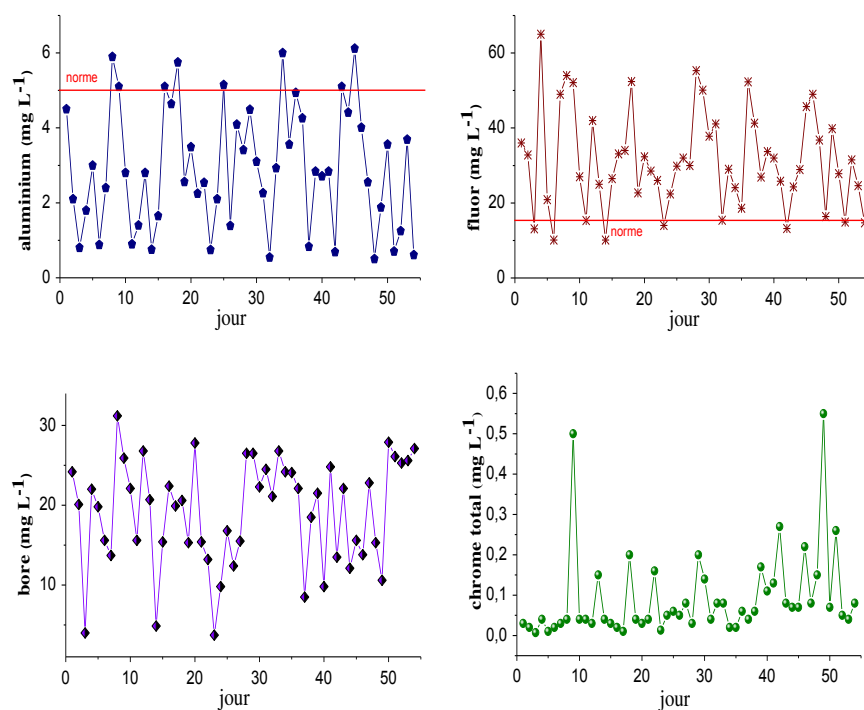 aluminium (mg L-1)
6
4
2
0
norme
0 10 20 30 40 50
jour
fluor (mg L-1)
80
60
40
20
0
norme
0 10 20 30 40 50
jour
bore (mg L-1)
30
20
10
0 10 20 30 40 50
jour
chrome total (mg L-1)
0,6
0,5
0,4
0,3
0,2
0,1
0,0
0 10 20 30 40 50
jour